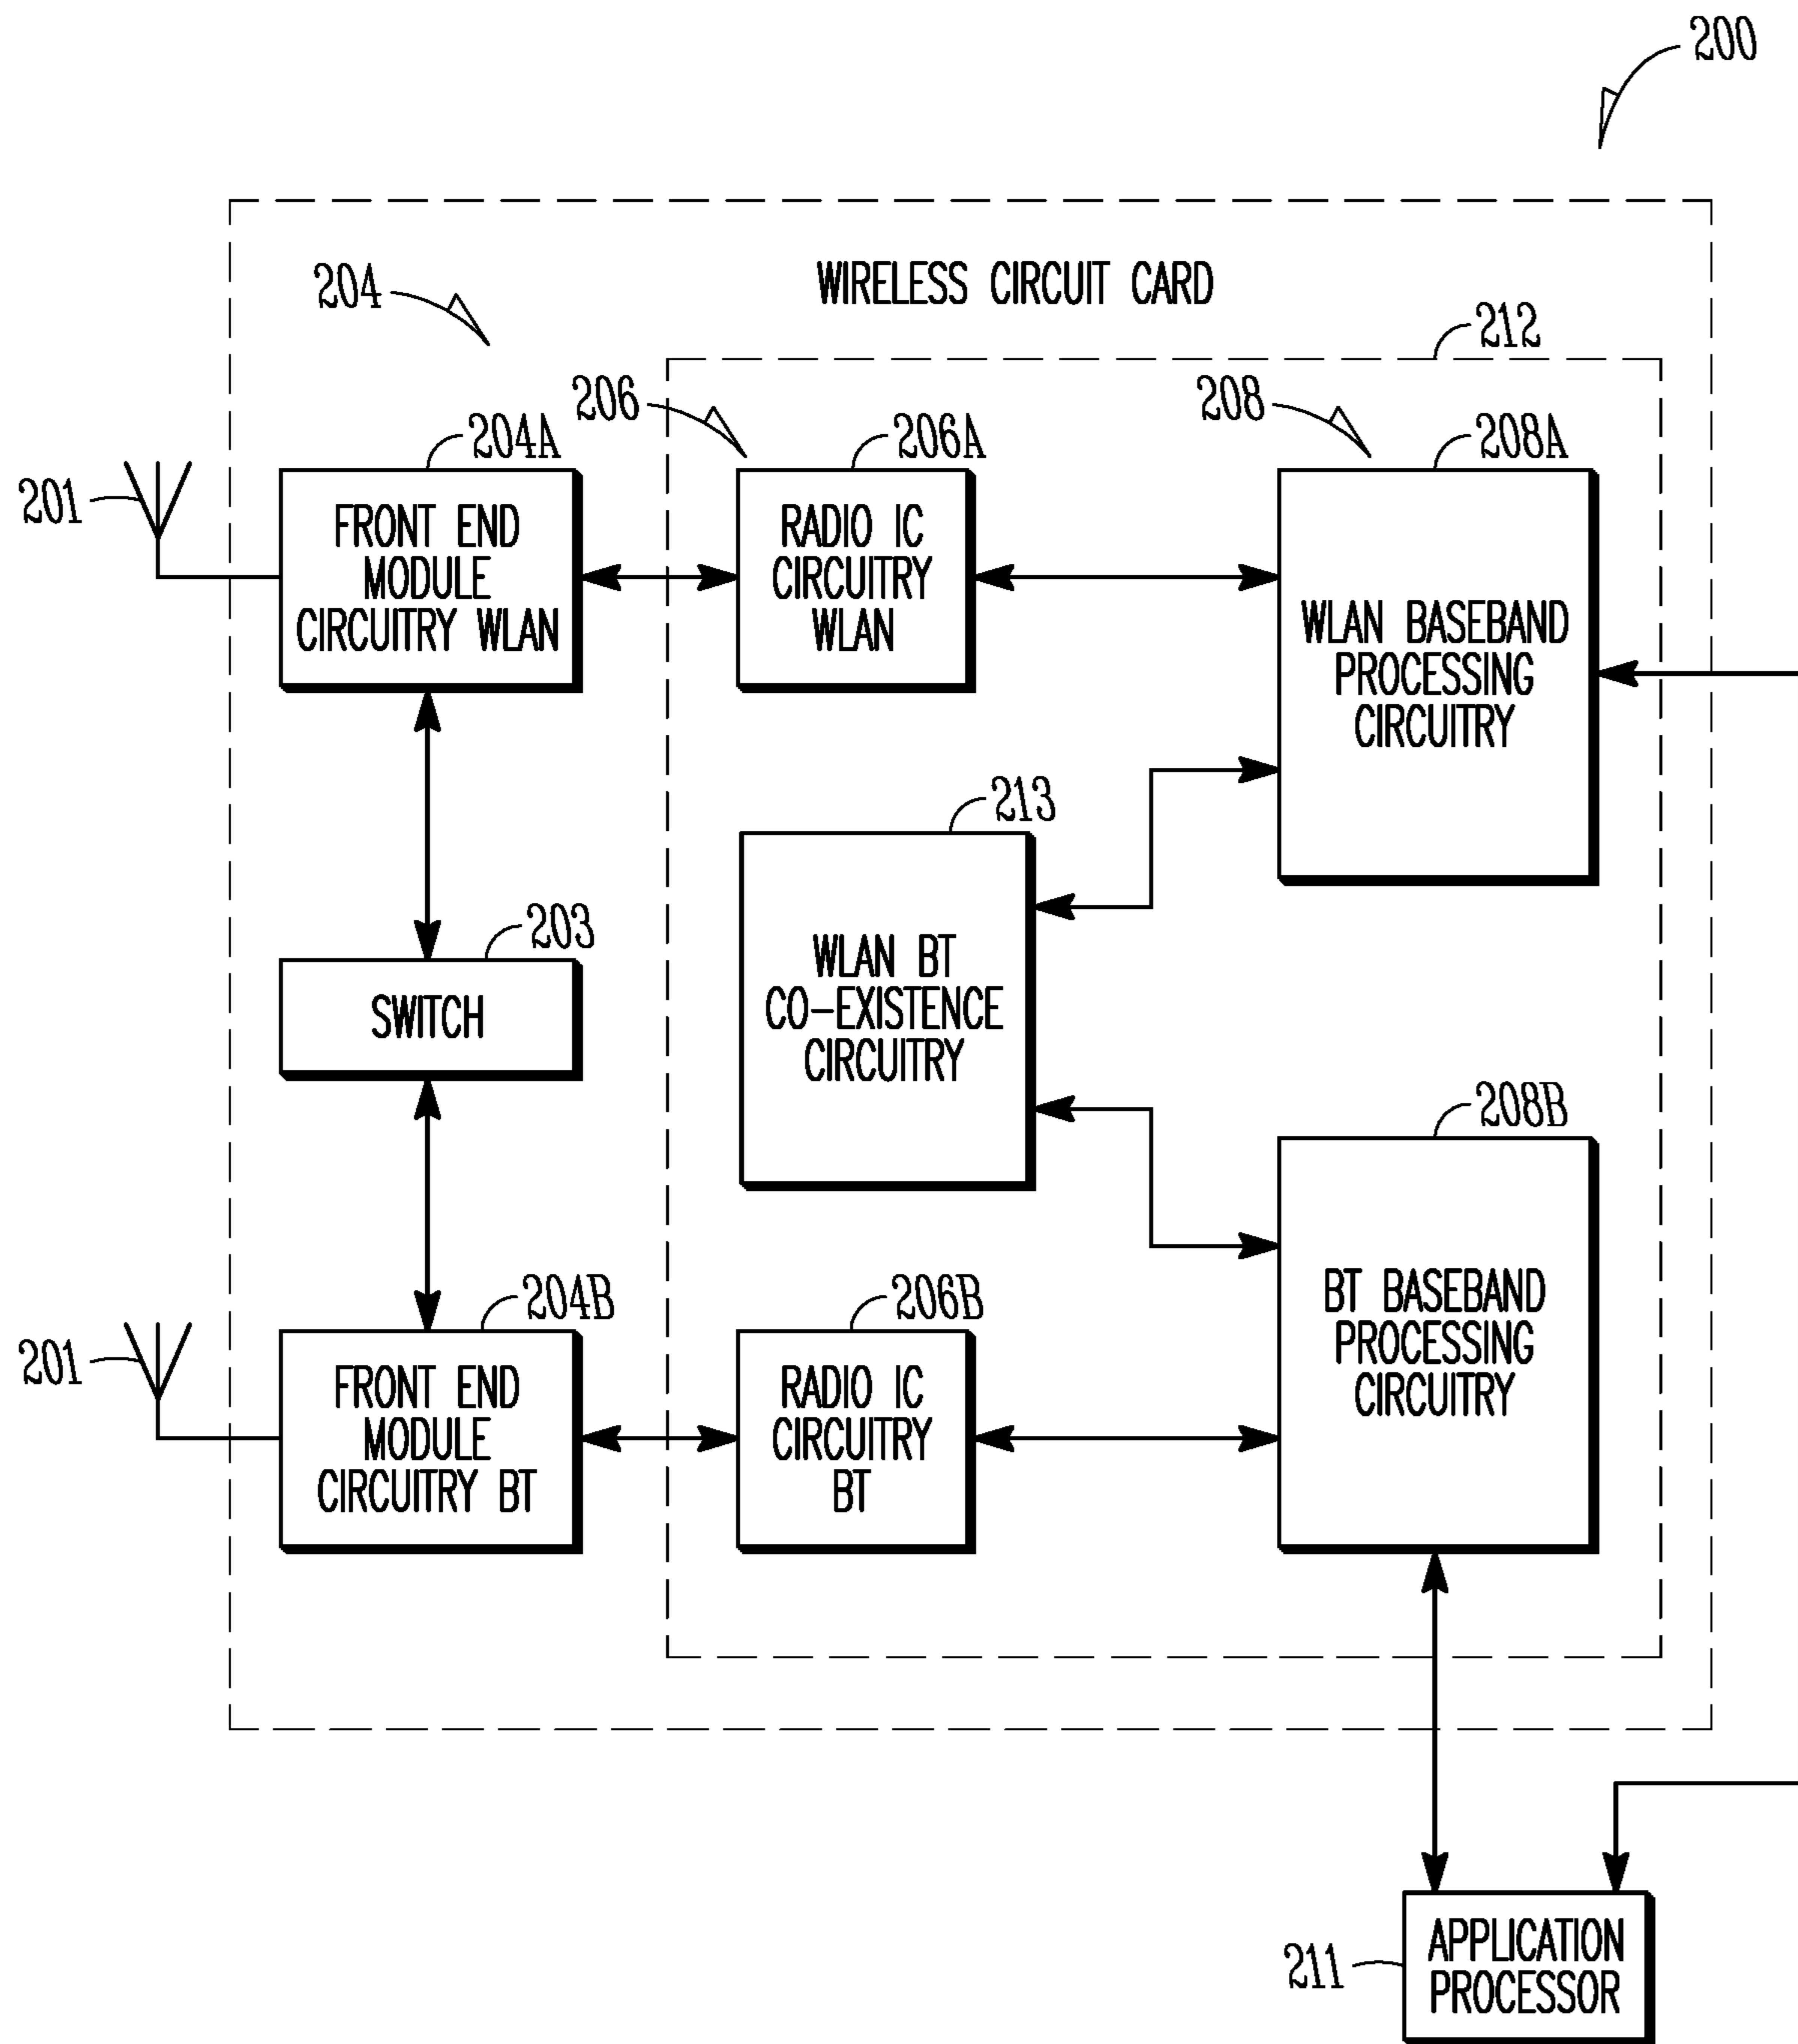 200
WIRELESS CIRCUIT CARD
204
212
206
208
204A
206A
208A
201
FRONT END
MODULE
CIRCUITRY WLAN
RADIO IC
CIRCUITRY
WLAN
WLAN BASEBAND
PROCESSING
CIRCUITRY
213
203
SWITCH
WLAN BT
CO-EXISTENCE
CIRCUITRY
208B
204B
206B
201
FRONT END
MODULE
CIRCUITRY BT
RADIO IC
CIRCUITRY
BT
BT BASEBAND
PROCESSING
CIRCUITRY
211
APPLICATION
PROCESSOR